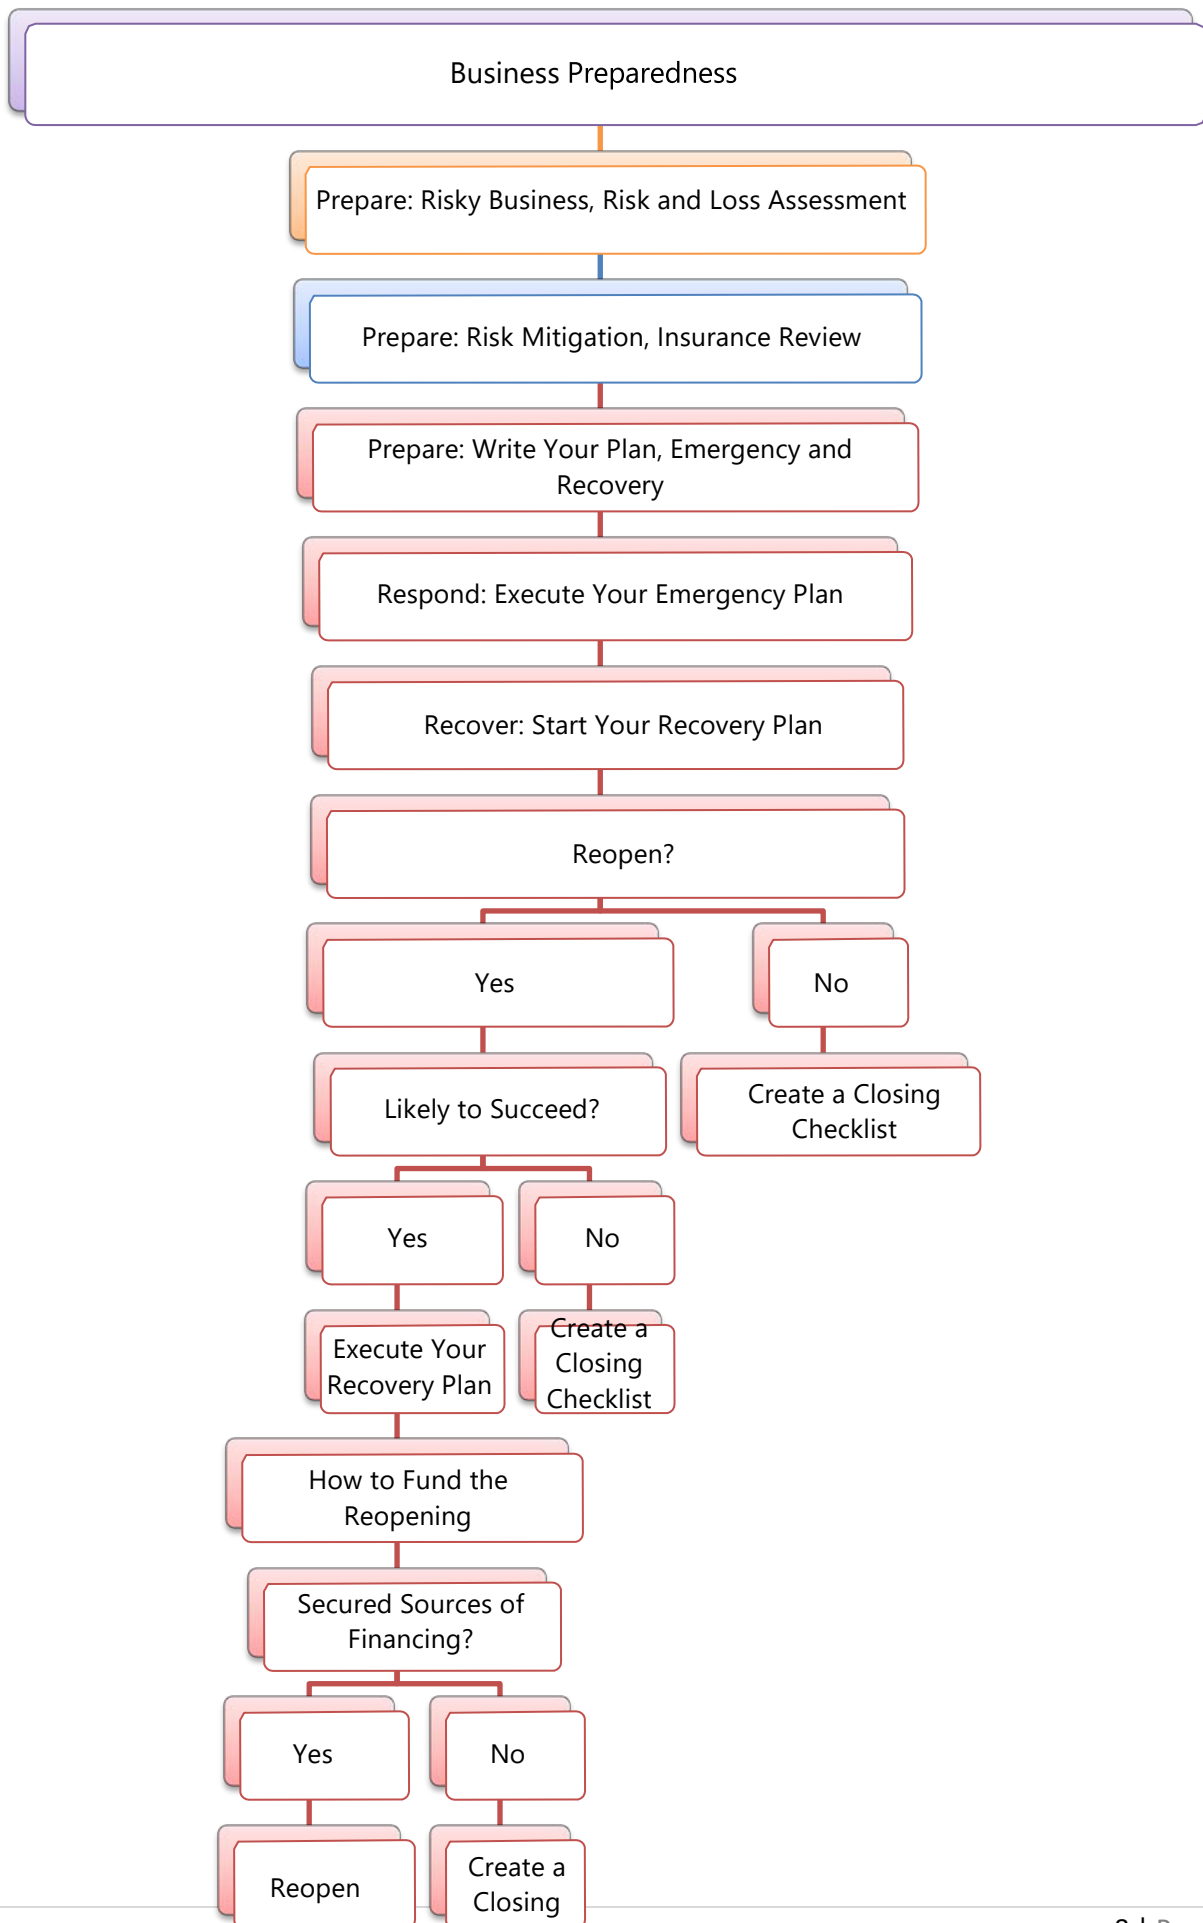 Business Preparedness
Prepare: Risky Business, Risk and Loss Assessment
Prepare: Risk Mitigation, Insurance Review
Prepare: Write Your Plan, Emergency and
Recovery
Respond: Execute Your Emergency Plan
Recover: Start Your Recovery Plan
Reopen?
Yes
No
Likely to Succeed?
Create a Closing
Checklist
Yes
No
Execute Your
Recovery Plan
Create a
Closing
Checklist
How to Fund the
Reopening
Secured Sources of
Financing?
Yes
No
Reopen
Create a
Closing